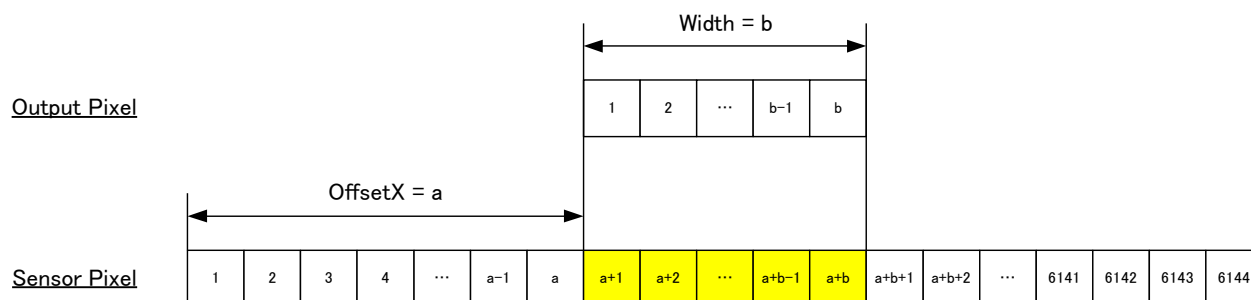 Width = b
Output Pixel
1 2 … b-1 b
OffsetX = a
Sensor Pixel
1 2 3 4 … a-1 a a+1 a+2 … a+b-1 a+b a+b+1 a+b+2 … 6141 6142 6143 6144